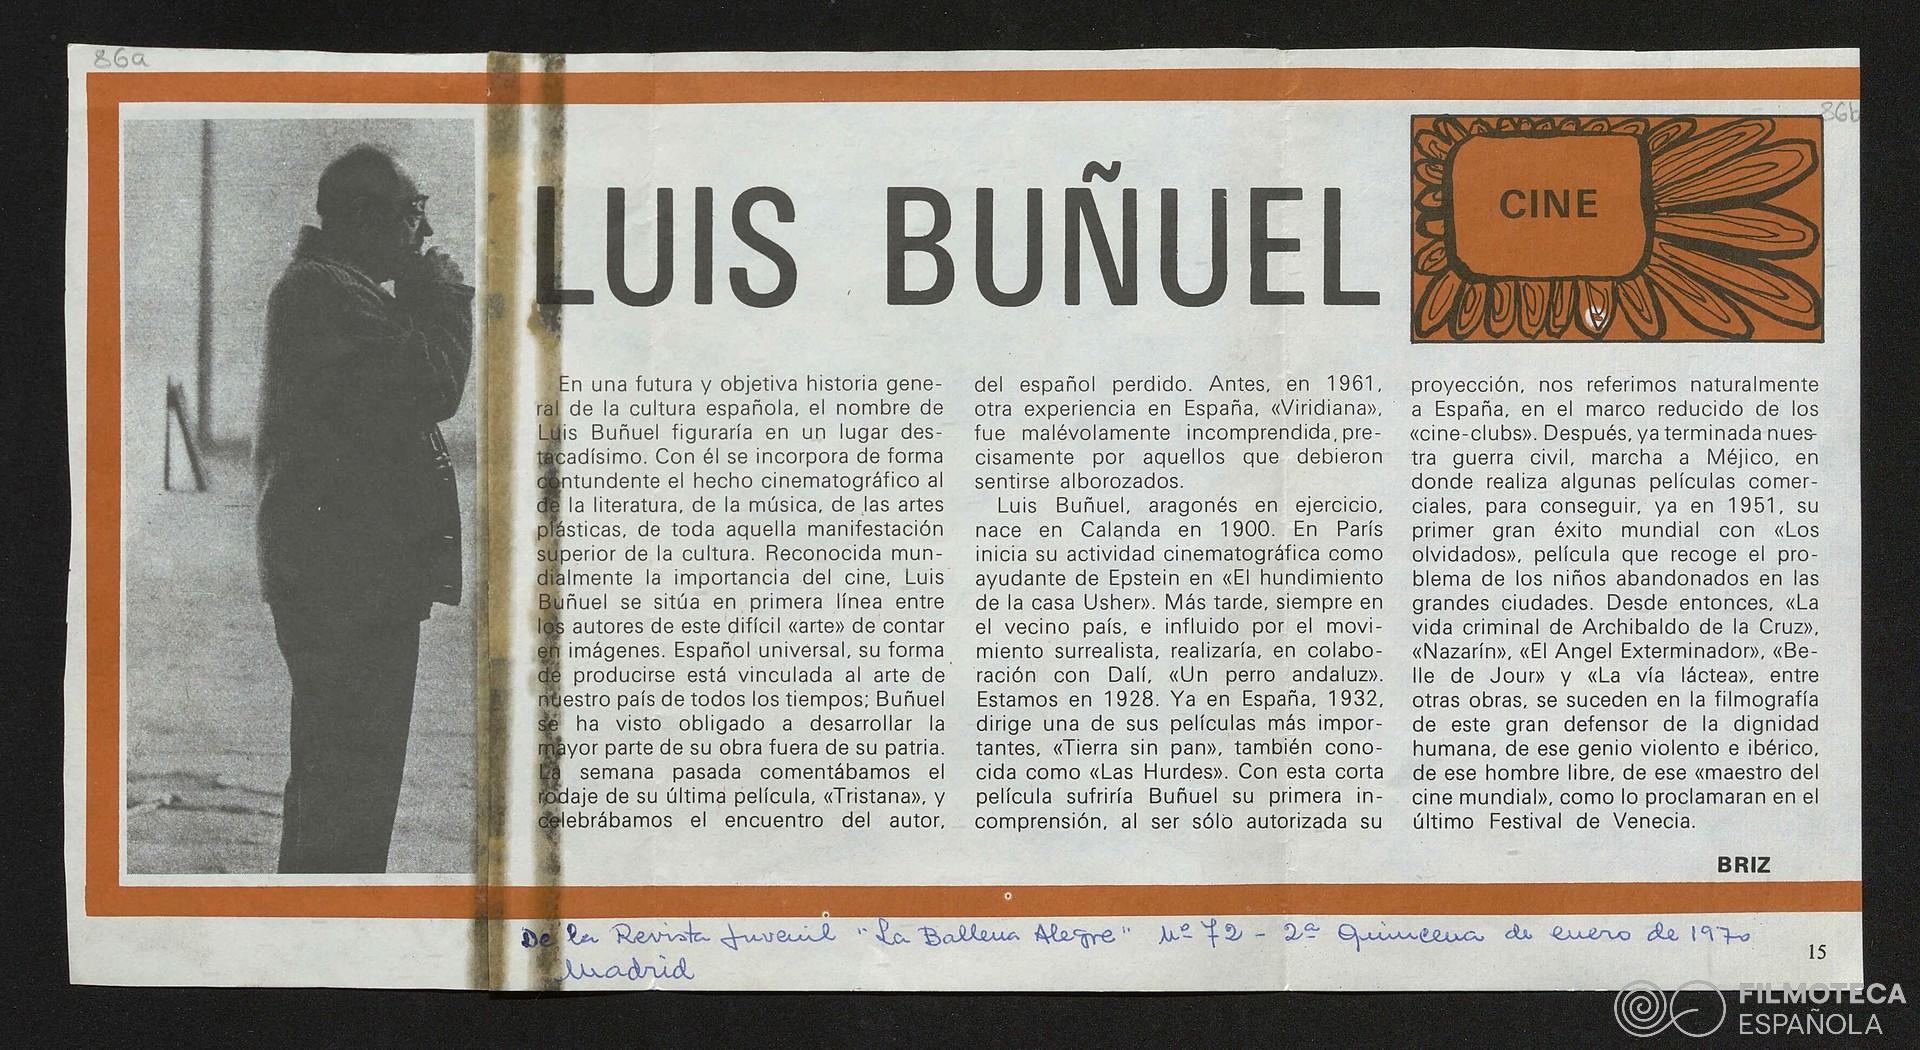 86a
86b
LUIS BUÑUEL
CINE
En una futura y objetiva historia gene-
ral de la cultura española, el nombre de
Luis Buñuel figuraría en un lugar des-
tacadísimo. Con él se incorpora de forma
contundente el hecho cinematográfico al
de la literatura, de la música, de las artes
plásticas, de toda aquella manifestación
superior de la cultura. Reconocida mun-
dialmente la importancia del cine, Luis
Buñuel se sitúa en primera línea entre
los autores de este difícil «arte» de contar
en imágenes. Español universal, su forma
de producirse está vinculada al arte de
nuestro país de todos los tiempos; Buñuel
se ha visto obligado a desarrollar la
mayor parte de su obra fuera de su patria.
La semana pasada comentábamos el
rodaje de su última película, «Tristana», y
celebrábamos el encuentro del autor,
del español perdido. Antes, en 1961,
otra experiencia en España, «Viridiana»,
fue malévolamente incomprendida, pre-
cisamente por aquellos que debieron
sentirse alborozados.
Luis Buñuel, aragonés en ejercicio,
nace en Calanda en 1900. En París
inicia su actividad cinematográfica como
ayudante de Epstein en «El hundimiento
de la casa Usher». Más tarde, siempre en
el vecino país, e influido por el movi-
miento surrealista, realizaría, en colabo-
ración con Dalí, «Un perro andaluz».
Estamos en 1928. Ya en España, 1932,
dirige una de sus películas más impor-
tantes, «Tierra sin pan», también cono-
cida como «Las Hurdes». Con esta corta
película sufriría Buñuel su primera in-
comprensión, al ser sólo autorizada su
proyección, nos referimos naturalmente
a España, en el marco reducido de los
«cine-clubs». Después, ya terminada nues-
tra guerra civil, marcha a Méjico, en
donde realiza algunas películas comer-
ciales, para conseguir, ya en 1951, su
primer gran éxito mundial con «Los
olvidados», película que recoge el pro-
blema de los niños abandonados en las
grandes ciudades. Desde entonces, «La
vida criminal de Archibaldo de la Cruz»,
«Nazarín», «El Angel Exterminador», «Be-
lle de Jour» y «La vía láctea», entre
otras obras, se suceden en la filmografía
de este gran defensor de la dignidad
humana, de ese genio violento e ibérico,
de ese hombre libre, de ese «maestro del
cine mundial», como lo proclamaran en el
último Festival de Venecia.
BRIZ
De la Revista Juvenil "La Ballena Alegre" nº 72 - 2ª Quincena de enero de 1970
Madrid
15
FILMOTECA
ESPAÑOLA